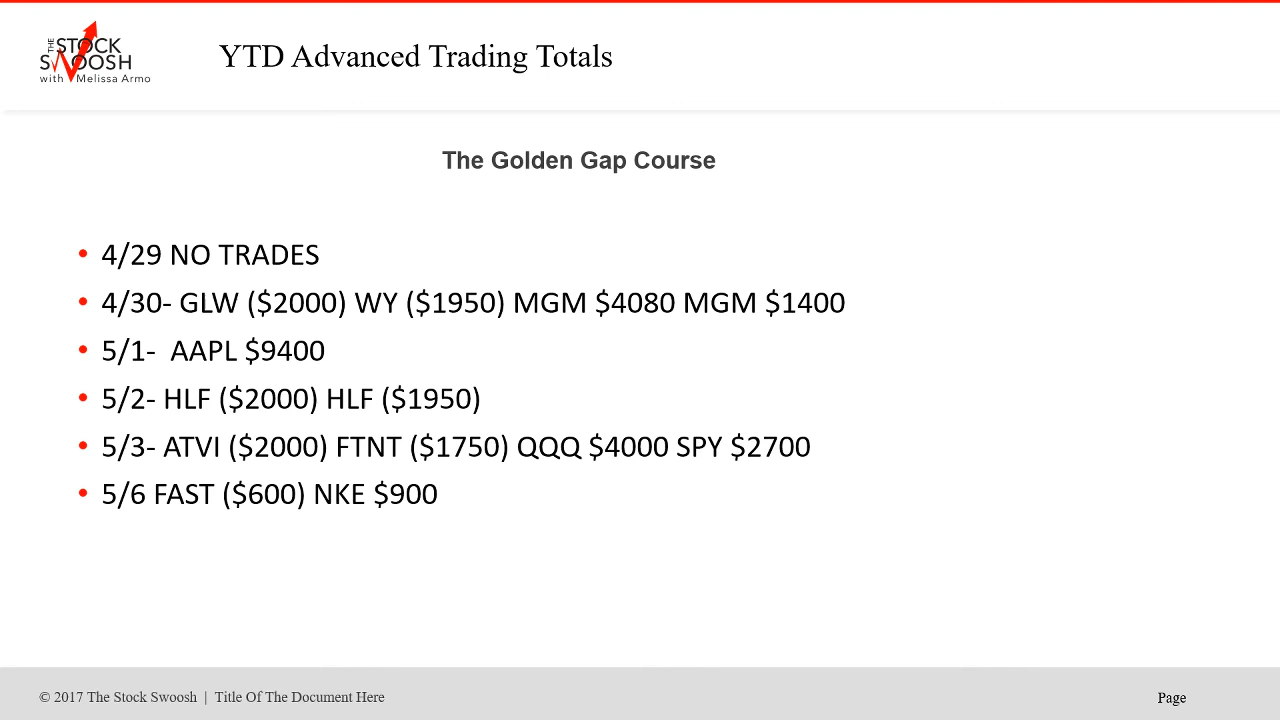 THE STOCK
SWOOSH
with Melissa Armo
YTD Advanced Trading Totals
The Golden Gap Course
• 4/29 NO TRADES
• 4/30- GLW ($2000) WY ($1950) MGM $4080 MGM $1400
• 5/1-  AAPL $9400
• 5/2- HLF ($2000) HLF ($1950)
• 5/3- ATVI ($2000) FTNT ($1750) QQQ $4000 SPY $2700
• 5/6 FAST ($600) NKE $900
© 2017 The Stock Swoosh | Title Of The Document Here
Page